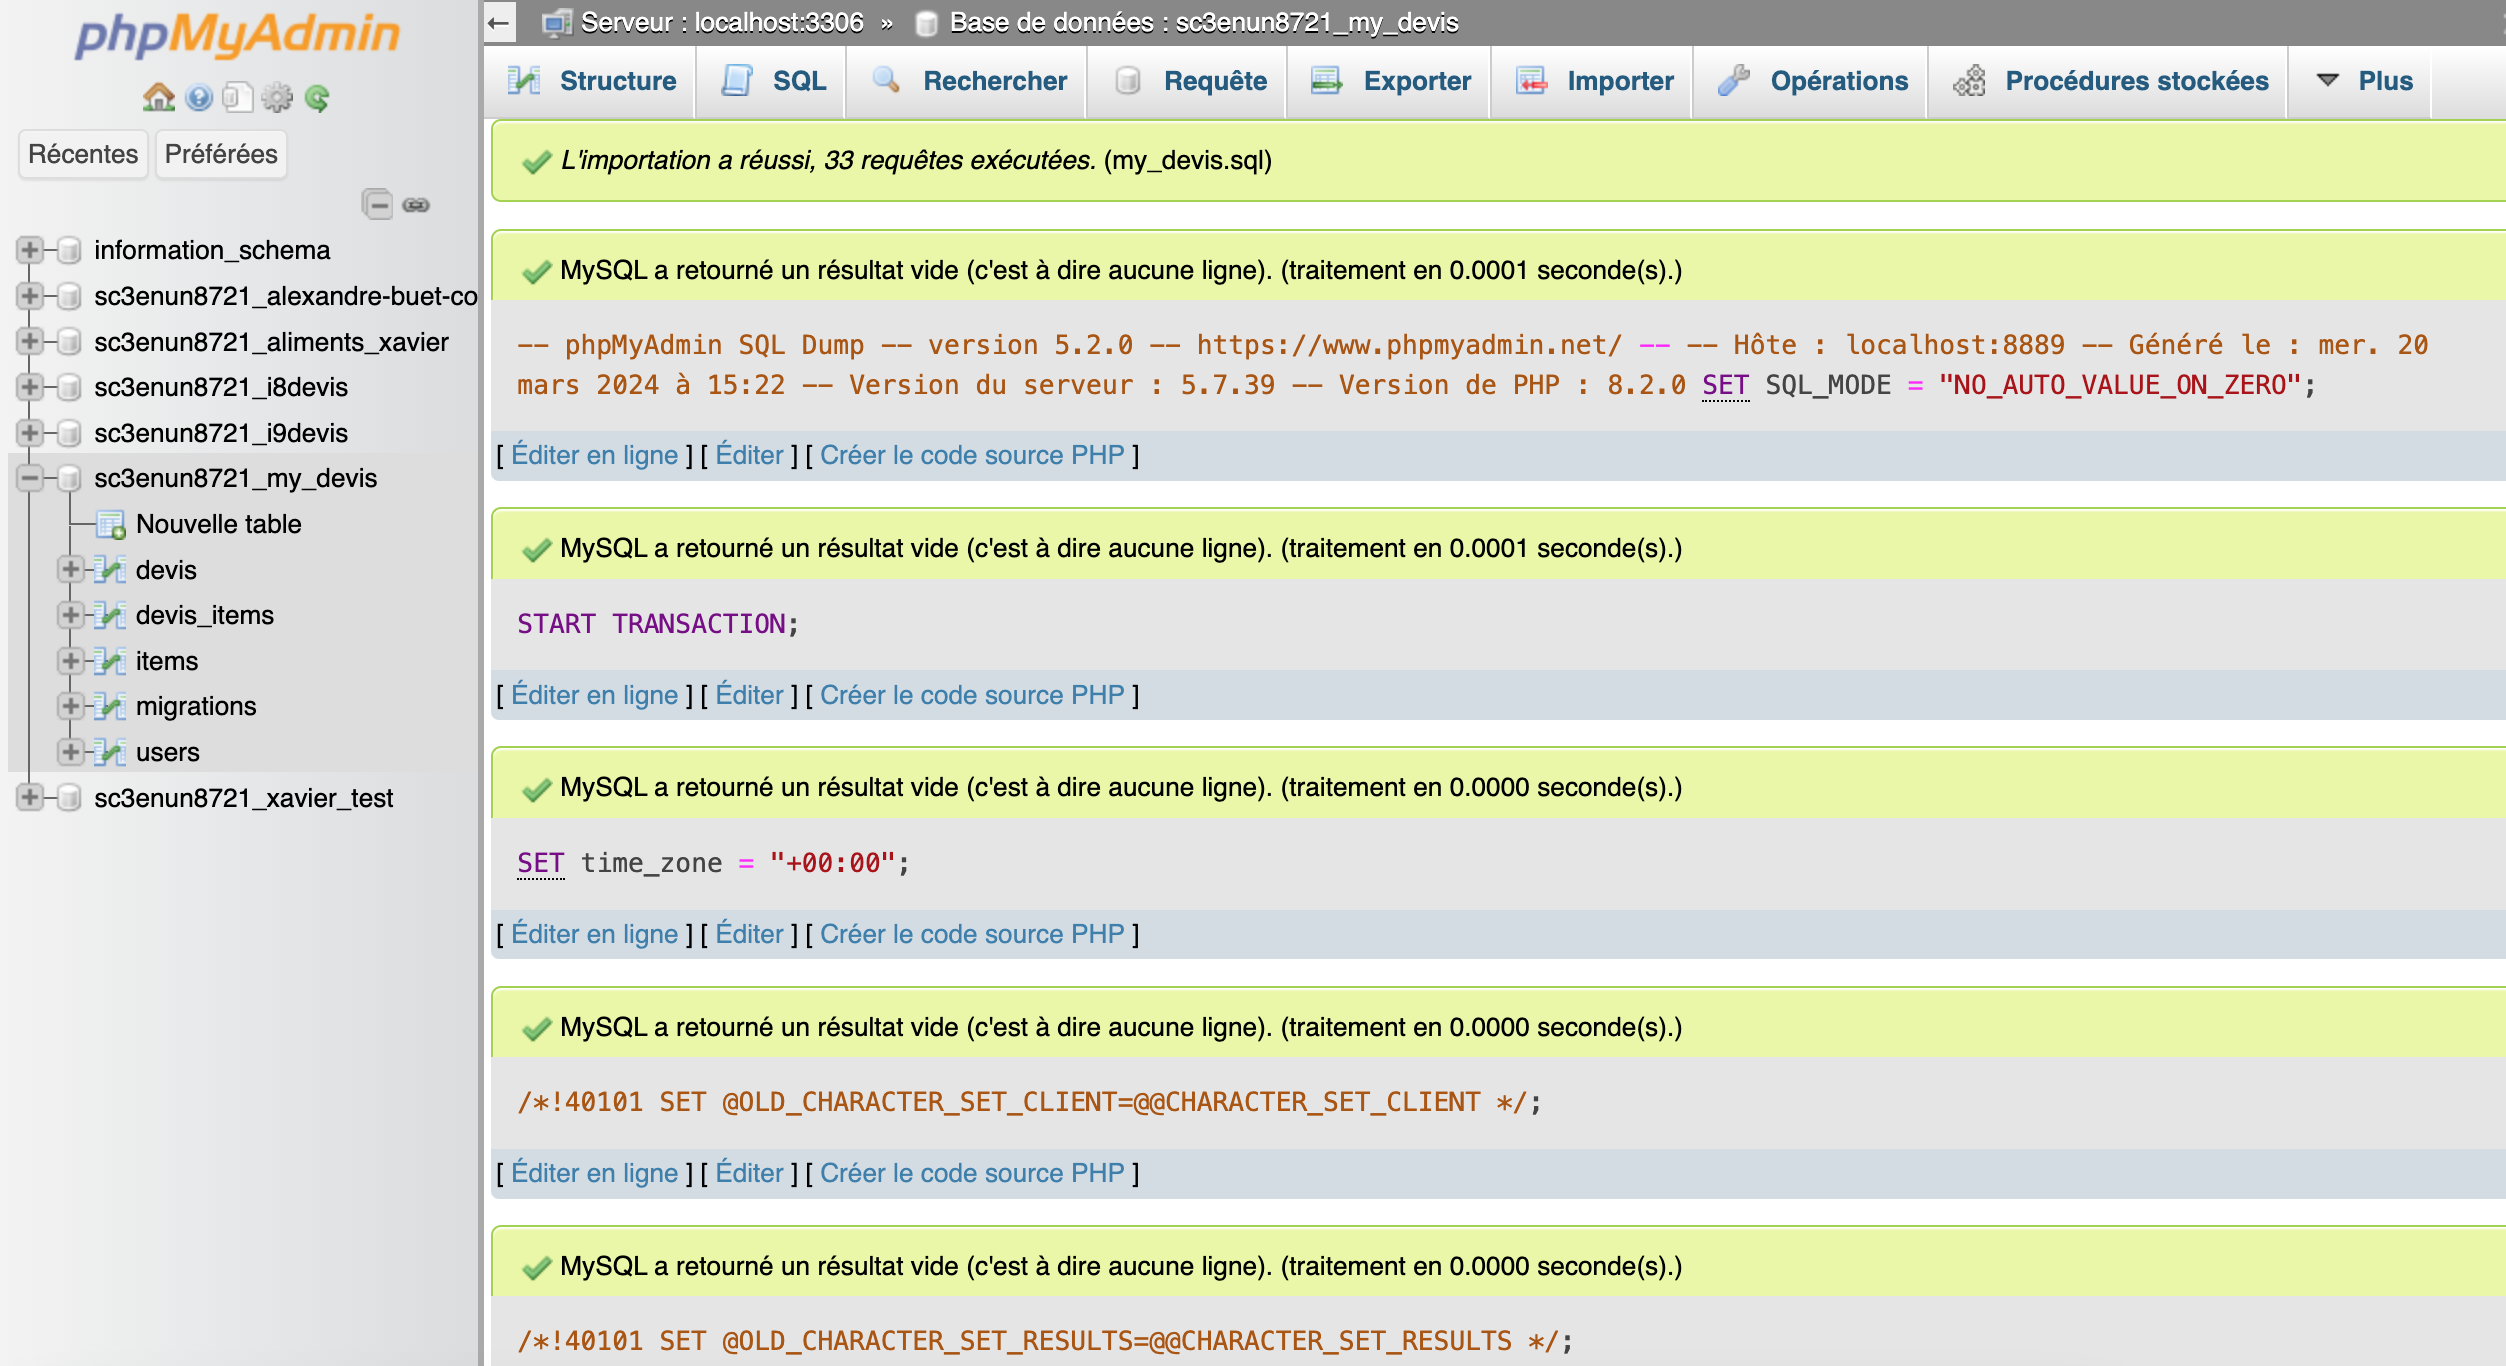 phpMyAdmin
Récentes Préférées
information_schema
sc3enun8721_alexandre-buet-co
sc3enun8721_aliments_xavier
sc3enun8721_i8devis
sc3enun8721_i9devis
sc3enun8721_my_devis
Nouvelle table
devis
devis_items
items
migrations
users
sc3enun8721_xavier_test
Serveur : localhost:3306 » Base de données : sc3enun8721_my_devis
Structure SQL Rechercher Requête Exporter Importer Opérations Procédures stockées Plus
L'importation a réussi, 33 requêtes exécutées. (my_devis.sql)
MySQL a retourné un résultat vide (c'est à dire aucune ligne). (traitement en 0.0001 seconde(s).)
-- phpMyAdmin SQL Dump -- version 5.2.0 -- https://www.phpmyadmin.net/ -- -- Hôte : localhost:8889 -- Généré le : mer. 20
mars 2024 à 15:22 -- Version du serveur : 5.7.39 -- Version de PHP : 8.2.0 SET SQL_MODE = "NO_AUTO_VALUE_ON_ZERO";
[ Éditer en ligne ] [ Éditer ] [ Créer le code source PHP ]
MySQL a retourné un résultat vide (c'est à dire aucune ligne). (traitement en 0.0001 seconde(s).)
START TRANSACTION;
[ Éditer en ligne ] [ Éditer ] [ Créer le code source PHP ]
MySQL a retourné un résultat vide (c'est à dire aucune ligne). (traitement en 0.0000 seconde(s).)
SET time_zone = "+00:00";
[ Éditer en ligne ] [ Éditer ] [ Créer le code source PHP ]
MySQL a retourné un résultat vide (c'est à dire aucune ligne). (traitement en 0.0000 seconde(s).)
/*!40101 SET @OLD_CHARACTER_SET_CLIENT=@@CHARACTER_SET_CLIENT */;
[ Éditer en ligne ] [ Éditer ] [ Créer le code source PHP ]
MySQL a retourné un résultat vide (c'est à dire aucune ligne). (traitement en 0.0000 seconde(s).)
/*!40101 SET @OLD_CHARACTER_SET_RESULTS=@@CHARACTER_SET_RESULTS */;